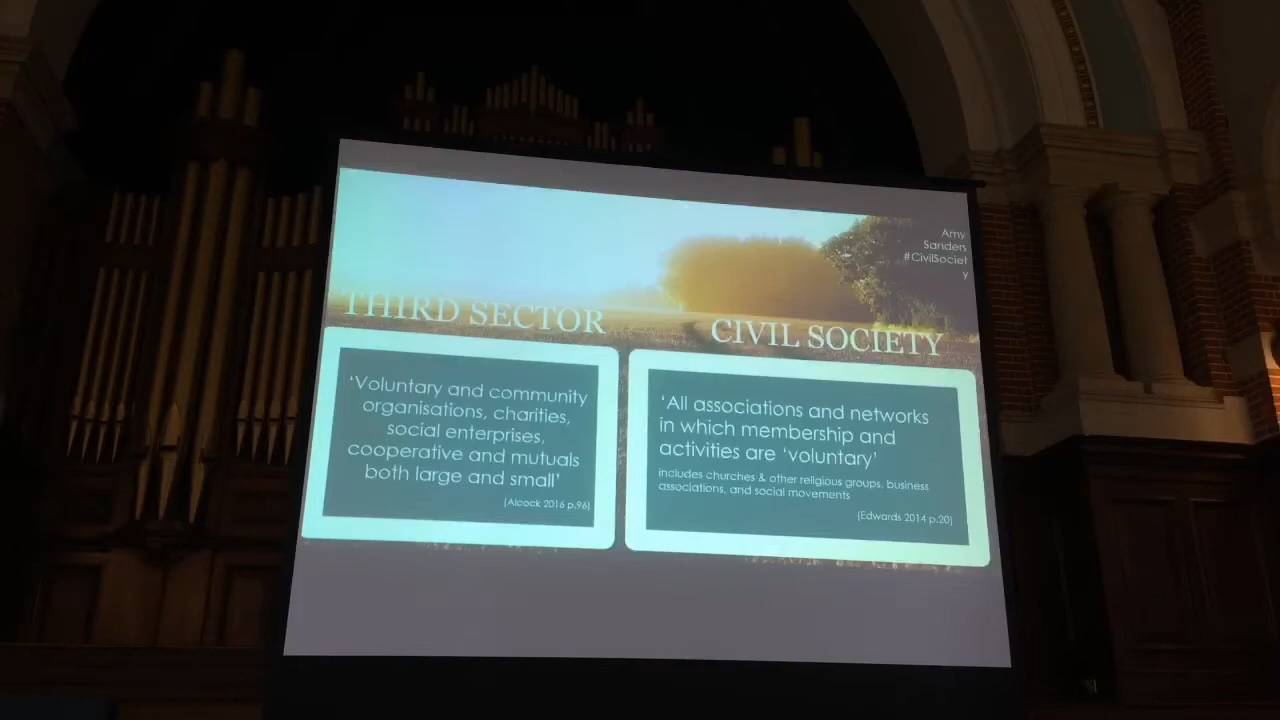 Amy
Sanders
#CivilSociet
y
THIRD SECTOR
CIVIL SOCIETY
‘Voluntary and community
organisations, charities,
social enterprises,
cooperative and mutuals
both large and small’
(Alcock 2016 p.96)
‘All associations and networks
in which membership and
activities are ‘voluntary’
includes churches & other religious groups, business
associations, and social movements
(Edwards 2014 p.20)